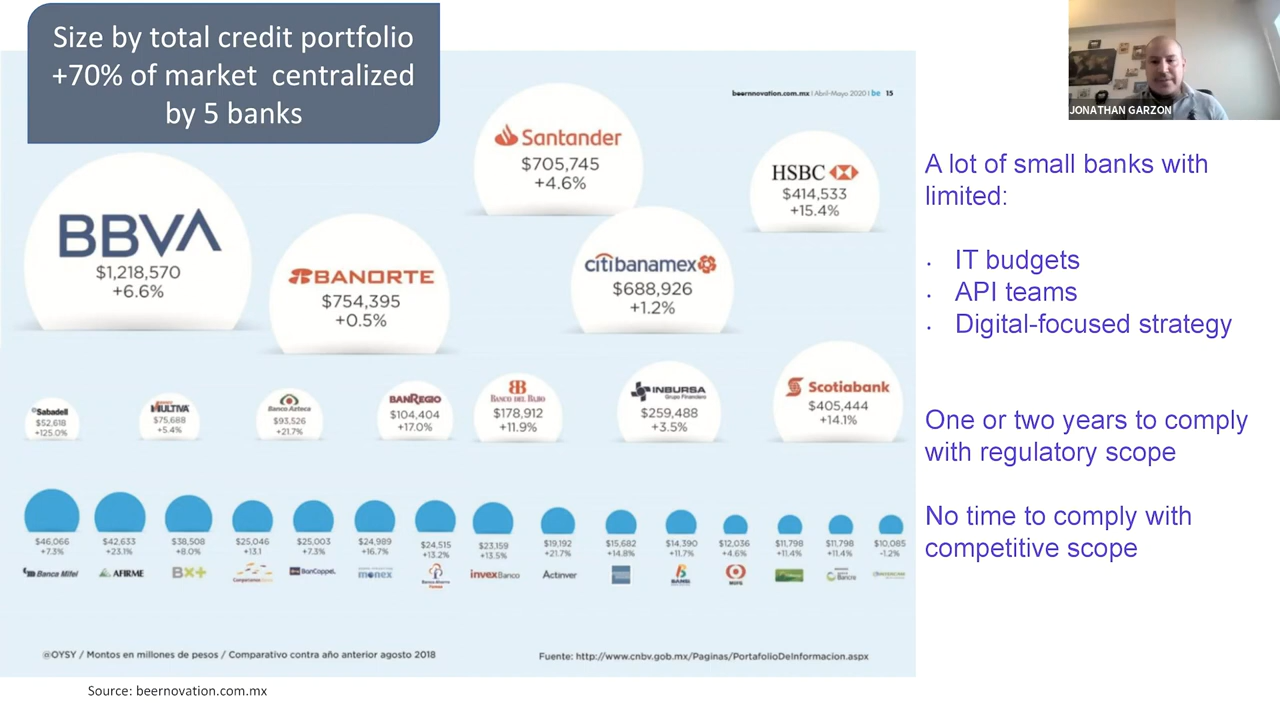 Size by total credit portfolio
+70% of market centralized
by 5 banks
beernnovation.com.mx | Abril-Mayo 2020 | be 15
JONATHAN GARZON
Santander
$705,745
+4.6%
HSBC
$414,533
+15.4%
BBVA
$1,218,570
+6.6%
BANORTE
$754,395
+0.5%
citibanamex
$688,926
+1.2%
Sabadell
$52,618
+125.0%
MULTIVA
$75,688
+5.4%
Banco Azteca
$93,526
+21.7%
BANREGIO
$104,404
+17.0%
BANCO DEL BAJIO
$178,912
+11.9%
INBURSA
Grupo Financiero
$259,488
+3.5%
Scotiabank
$405,444
+14.1%
$46,066
+7.3%
Banca Mifel
$42,633
+23.1%
AFIRME
$38,508
+8.0%
BX+
$25,046
+13.1
$25,003
+7.3%
BanCoppel
$24,989
+16.7%
monex
$24,515
+13.2%
$23,159
+13.5%
invex Banco
$19,192
+21.7%
Actinver
$15,682
+14.8%
$14,390
+11.7%
BANSI
$12,036
+4.6%
MUFG
$11,798
+11.4%
$11,798
+11.4%
$10,085
-1.2%
@OYSY / Montos en millones de pesos / Comparativo contra año anterior agosto 2018
Fuente: http://www.cnbv.gob.mx/Paginas/PortafolioDeInformacion.aspx
Source: beernovation.com.mx
A lot of small banks with
limited:
· IT budgets
· API teams
· Digital-focused strategy
One or two years to comply
with regulatory scope
No time to comply with
competitive scope